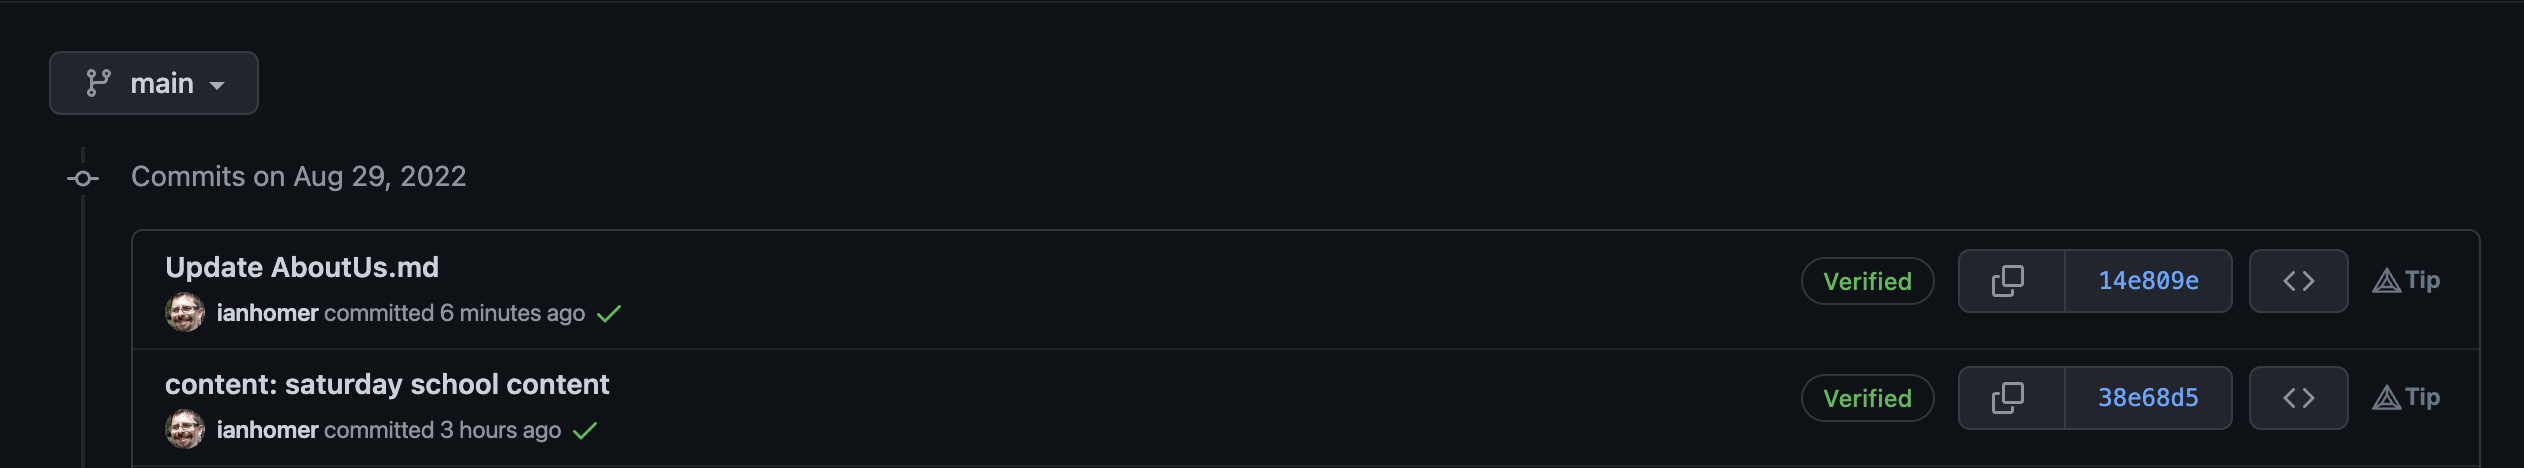 main
Commits on Aug 29, 2022
Update AboutUs.md
Verified
14e809e
Tip
ianhomer committed 6 minutes ago
content: saturday school content
Verified
38e68d5
Tip
ianhomer committed 3 hours ago